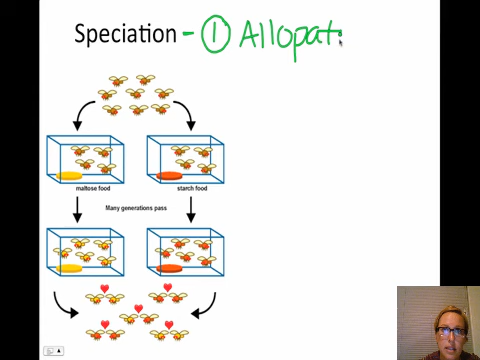 Speciation - ① Allopat
maltose food
starch food
Many generations pass